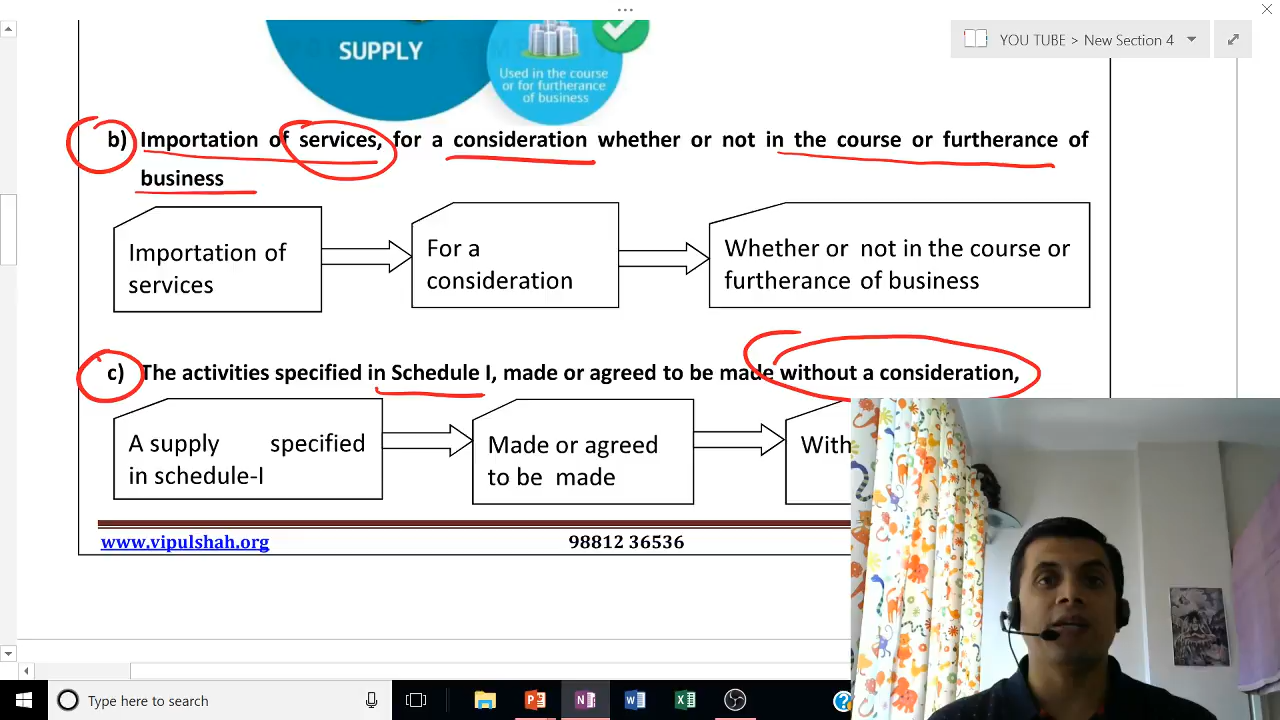 YOU TUBE > New Section 4
SUPPLY
Used in the course
or for furtherance
of business
b) Importation of services, for a consideration whether or not in the course or furtherance of
business
Importation of
services
For a
consideration
Whether or not in the course or
furtherance of business
c) The activities specified in Schedule I, made or agreed to be made without a consideration,
A supply specified
in schedule-I
Made or agreed
to be made
With
www.vipulshah.org
98812 36536
Type here to search